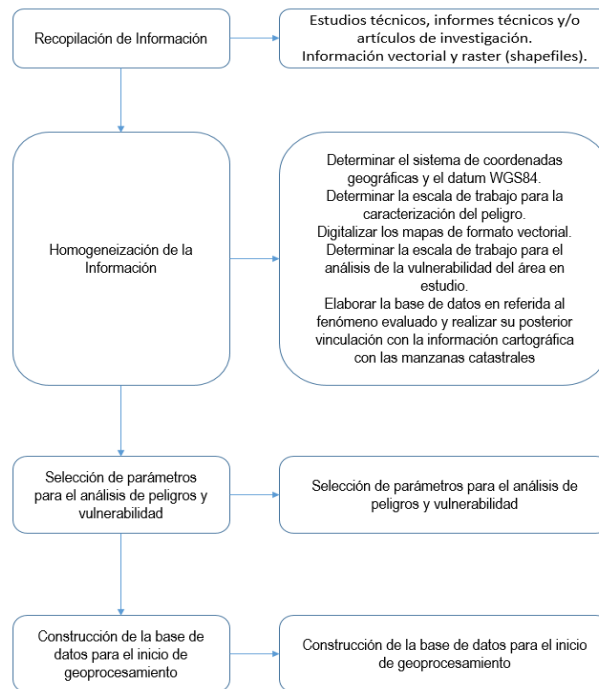 Recopilación de Información
Estudios técnicos, informes técnicos y/o
artículos de investigación.
Información vectorial y raster (shapefiles).
Homogeneización de la
Información
Determinar el sistema de coordenadas
geográficas y el datum WGS84.
Determinar la escala de trabajo para la
caracterización del peligro.
Digitalizar los mapas de formato vectorial.
Determinar la escala de trabajo para el
análisis de la vulnerabilidad del área en
estudio.
Elaborar la base de datos en referida al
fenómeno evaluado y realizar su posterior
vinculación con la información cartográfica
con las manzanas catastrales
Selección de parámetros
para el análisis de peligros y
vulnerabilidad
Selección de parámetros para el análisis de
peligros y vulnerabilidad
Construcción de la base de
datos para el inicio de
geoprocesamiento
Construcción de la base de datos para el inicio
de geoprocesamiento